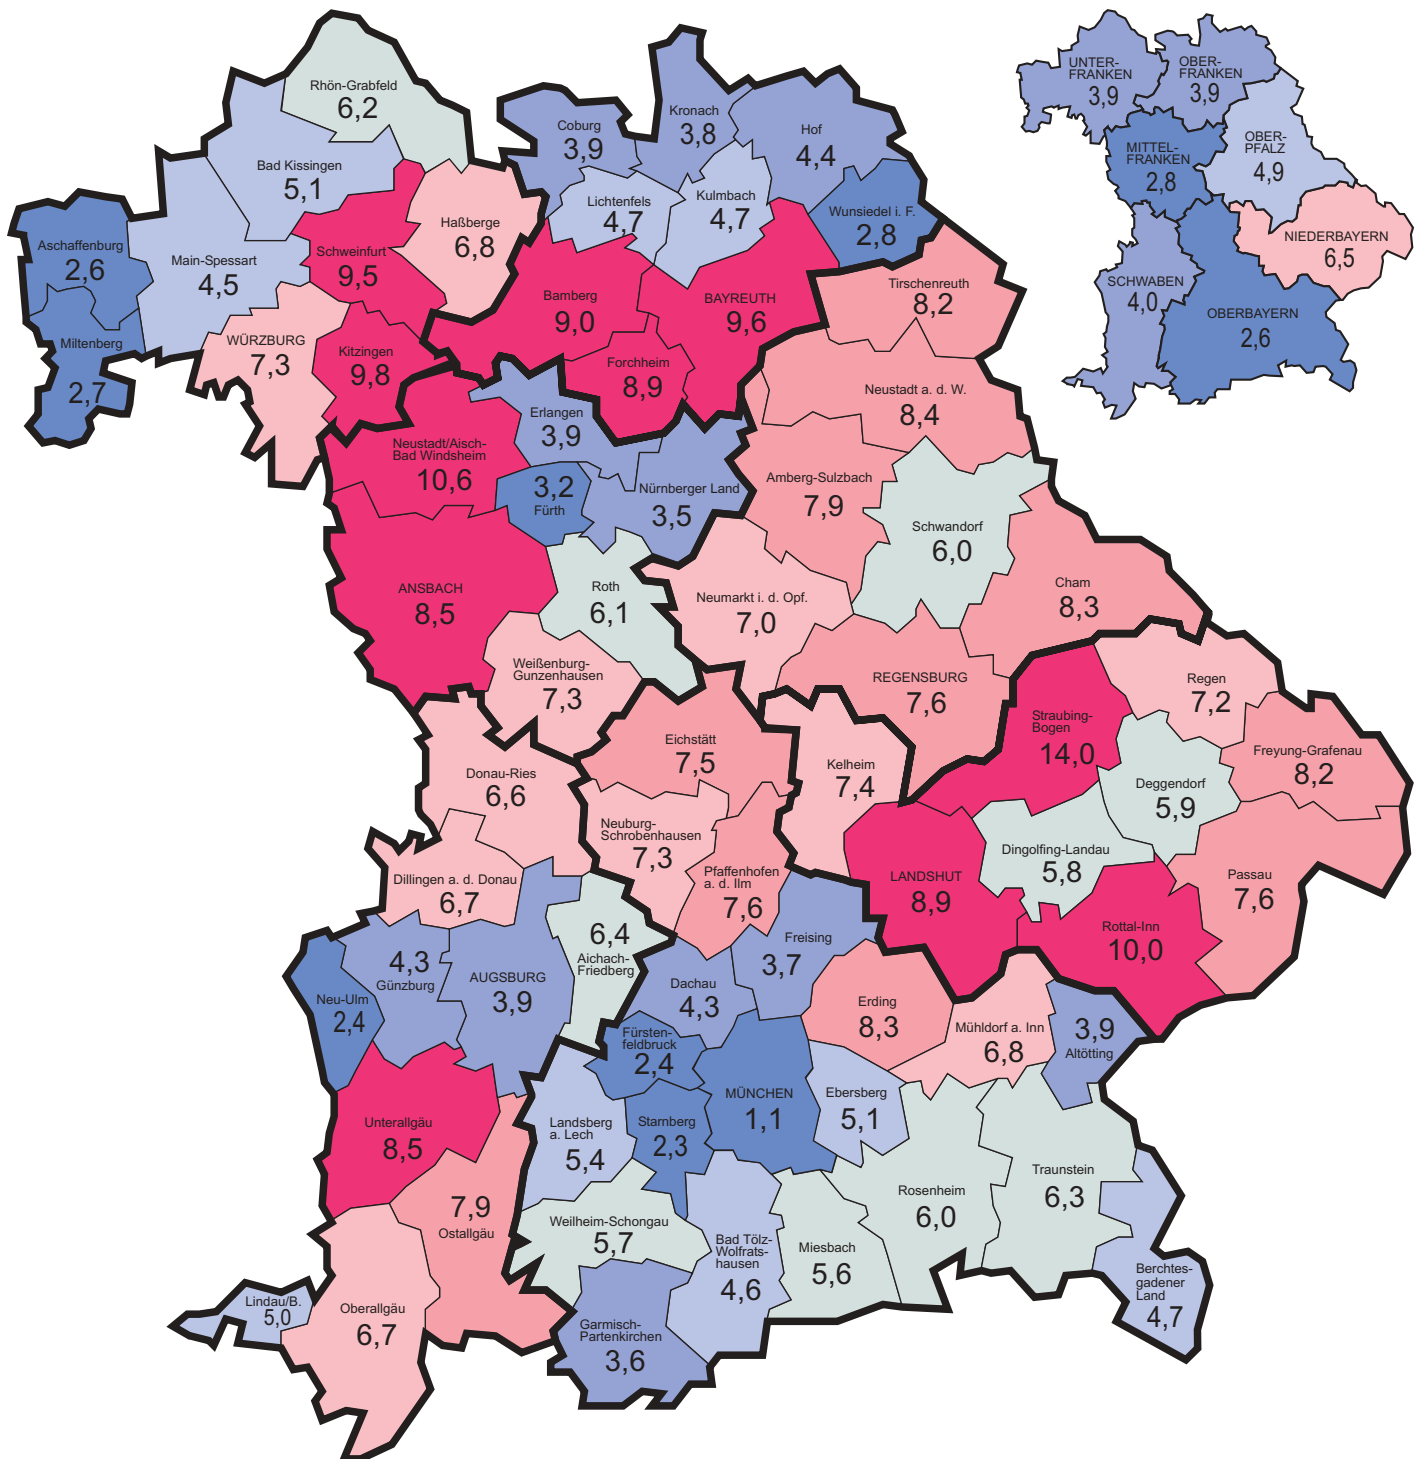 Rhön-Grabfeld
6,2
Bad Kissingen
5,1
Aschaffenburg
2,6
Main-Spessart
4,5
Schweinfurt
9,5
Haßberge
6,8
Miltenberg
2,7
WÜRZBURG
7,3
Kitzingen
9,8
Coburg
3,9
Kronach
3,8
Hof
4,4
Lichtenfels
4,7
Kulmbach
4,7
Wunsiedel i. F.
2,8
Bamberg
9,0
BAYREUTH
9,6
Forchheim
8,9
Tirschenreuth
8,2
Neustadt a. d. W.
8,4
Amberg-Sulzbach
7,9
Schwandorf
6,0
Neumarkt i. d. Opf.
7,0
Cham
8,3
REGENSBURG
7,6
Erlangen
3,9
Neustadt/Aisch-
Bad Windsheim
10,6
3,2
Fürth
Nürnberger Land
3,5
ANSBACH
8,5
Roth
6,1
Weißenburg-
Gunzenhausen
7,3
Regen
7,2
Straubing-
Bogen
14,0
Freyung-Grafenau
8,2
Deggendorf
5,9
Kelheim
7,4
Dingolfing-Landau
5,8
LANDSHUT
8,9
Passau
7,6
Rottal-Inn
10,0
Donau-Ries
6,6
Dillingen a. d. Donau
6,7
6,4
Aichach-
Friedberg
4,3
Günzburg
AUGSBURG
3,9
Neu-Ulm
2,4
Unterallgäu
8,5
7,9
Ostallgäu
Lindau/B.
5,0
Oberallgäu
6,7
Eichstätt
7,5
Neuburg-
Schrobenhausen
7,3
Pfaffenhofen
a. d. Ilm
7,6
Freising
3,7
Dachau
4,3
Erding
8,3
Mühldorf a. Inn
6,8
3,9
Altötting
Fürsten-
feldbruck
2,4
MÜNCHEN
1,1
Ebersberg
5,1
Landsberg
a. Lech
5,4
Starnberg
2,3
Weilheim-Schongau
5,7
Bad Tölz-
Wolfrats-
hausen
4,6
Miesbach
5,6
Rosenheim
6,0
Traunstein
6,3
Berchtes-
gadener
Land
4,7
Garmisch-
Partenkirchen
3,6
UNTER-
FRANKEN
3,9
OBER-
FRANKEN
3,9
MITTEL-
FRANKEN
2,8
OBER-
PFALZ
4,9
NIEDERBAYERN
6,5
SCHWABEN
4,0
OBERBAYERN
2,6